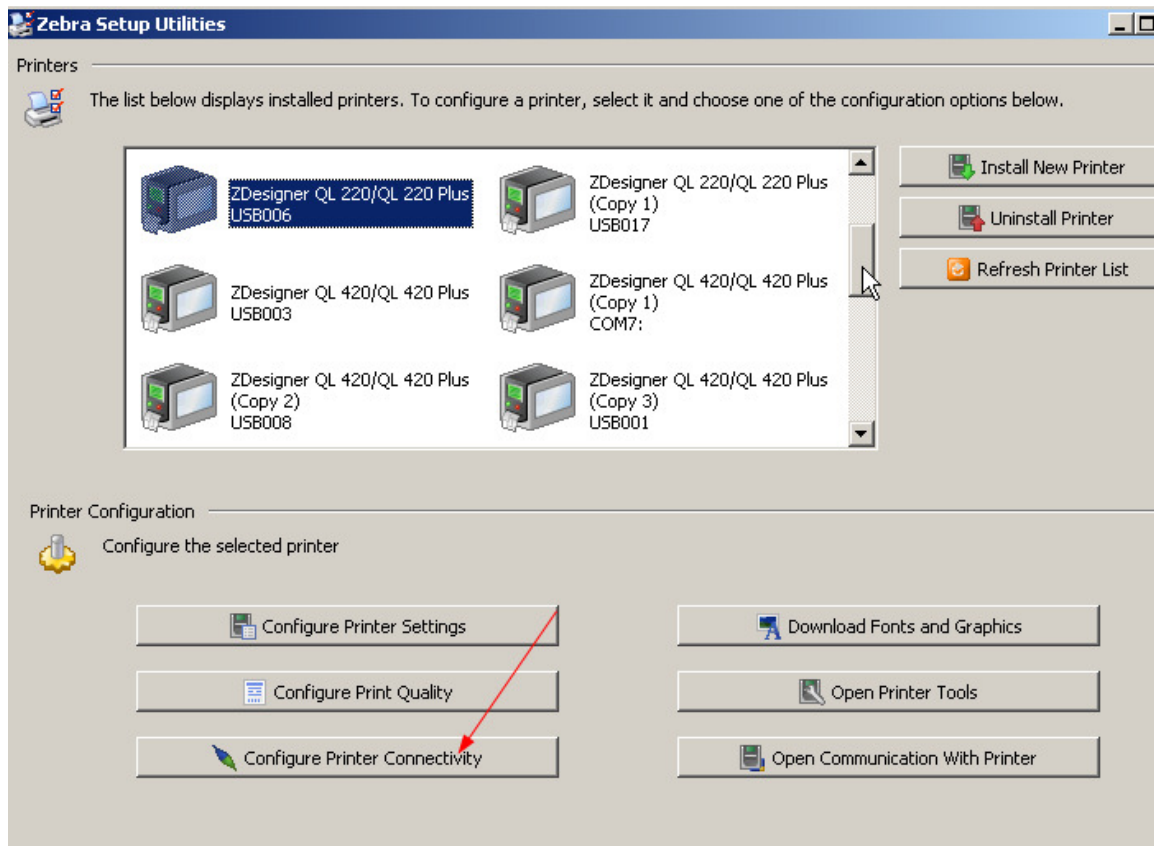 Zebra Setup Utilities
Printers
The list below displays installed printers. To configure a printer, select it and choose one of the configuration options below.
ZDesigner QL 220/QL 220 Plus
USB006
ZDesigner QL 220/QL 220 Plus
(Copy 1)
USB017
ZDesigner QL 420/QL 420 Plus
USB003
ZDesigner QL 420/QL 420 Plus
(Copy 1)
COM7:
ZDesigner QL 420/QL 420 Plus
(Copy 2)
USB008
ZDesigner QL 420/QL 420 Plus
(Copy 3)
USB001
Install New Printer
Uninstall Printer
Refresh Printer List
Printer Configuration
Configure the selected printer
Configure Printer Settings
Download Fonts and Graphics
Configure Print Quality
Open Printer Tools
Configure Printer Connectivity
Open Communication With Printer